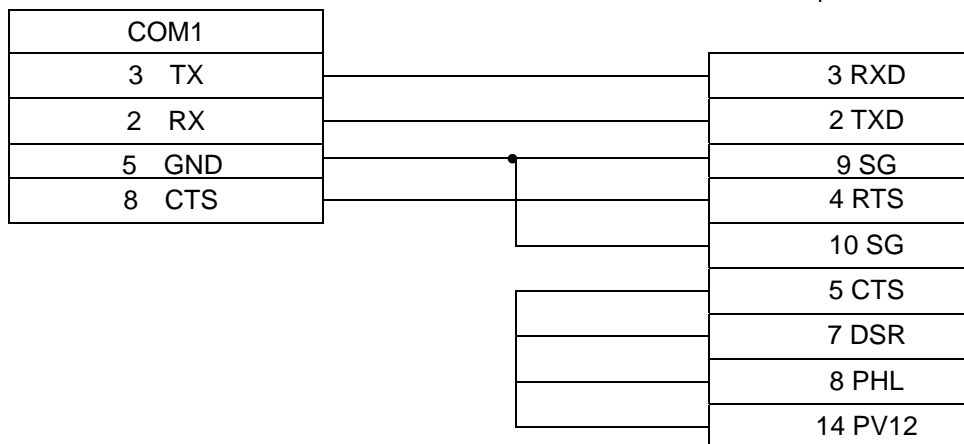 COM1
3 TX
2 RX
5 GND
8 CTS
3 RXD
2 TXD
9 SG
4 RTS
10 SG
5 CTS
7 DSR
8 PHL
14 PV12